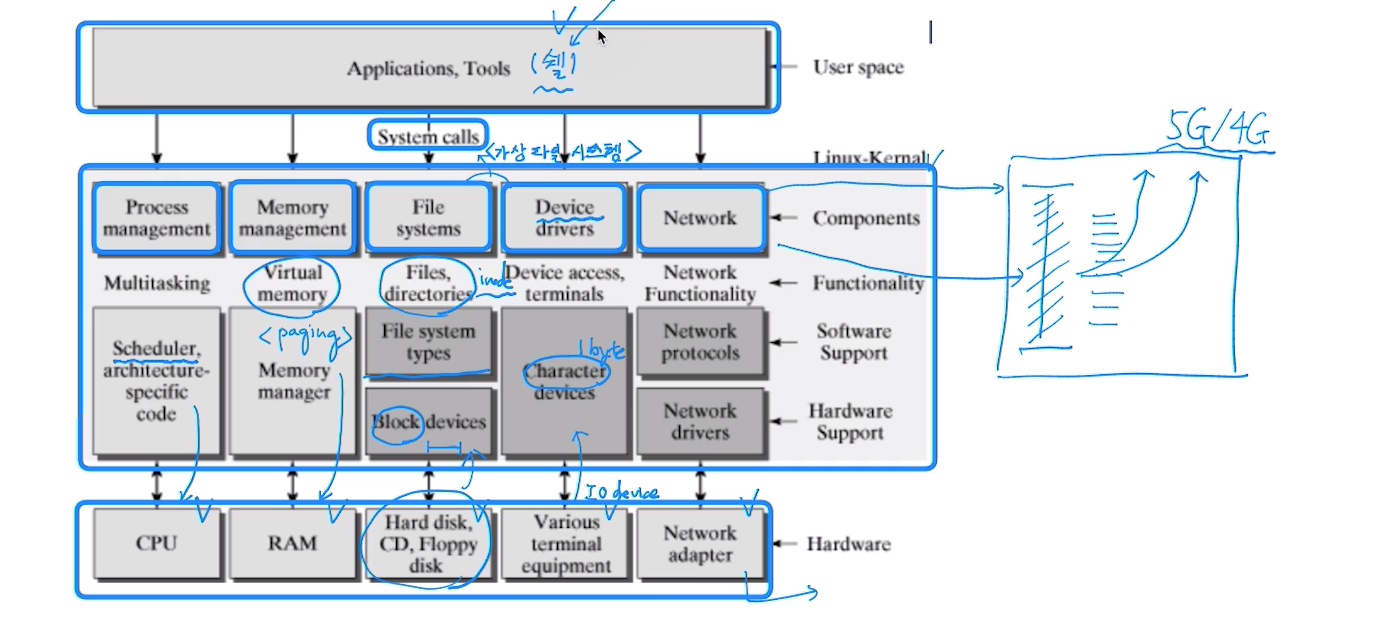 5G/4G
Applications, Tools (쉘)
User space
System calls
<가상 파일 시스템>
Linux-Kernal
Process
management
Memory
management
File
systems
Device
drivers
Network
Components
Multitasking
Virtual
memory
Files,
directories
inode
Device access,
terminals
Network
Functionality
Functionality
<paging>
Scheduler,
architecture-
specific
code
Memory
manager
File system
types
Block devices
1byte
Character
devices
Network
protocols
Network
drivers
Software
Support
Hardware
Support
IO device
CPU
RAM
Hard disk,
CD, Floppy
disk
Various
terminal
equipment
Network
adapter
Hardware